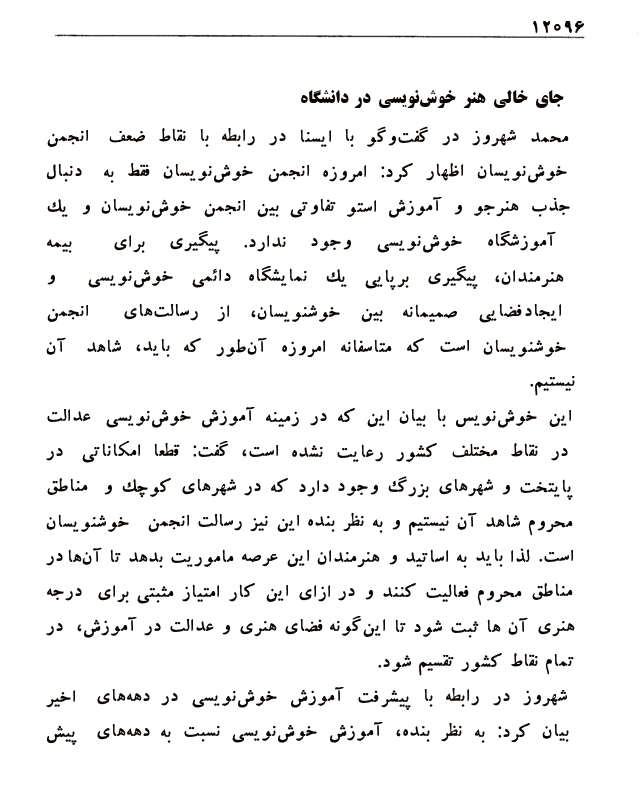 ۱۲۰۹۶
جای خالی هنر خوش‌نویسی در دانشگاه
محمد شهروز در گفت‌وگو با ایسنا در رابطه با نقاط ضعف انجمن
خوش‌نویسان اظهار کرد: امروزه انجمن خوش‌نویسان فقط به دنبال
جذب هنرجو و آموزش استو تفاوتی بین انجمن خوش‌نویسان و یك
آموزشگاه خوش‌نویسی وجود ندارد. پیگیری برای بیمه
هنرمندان، پیگیری برپایی یك نمایشگاه دائمی خوش‌نویسی و
ایجادفضایی صمیمانه بین خوشنویسان، از رسالت‌های انجمن
خوشنویسان است که متاسفانه امروزه آن‌طور که باید، شاهد آن
نیستیم.
این خوش‌نویس با بیان این که در زمینه آموزش خوش‌نویسی عدالت
در نقاط مختلف کشور رعایت نشده است، گفت: قطعا امکاناتی در
پایتخت و شهرهای بزرگ وجود دارد که در شهرهای کوچك و مناطق
محروم شاهد آن نیستیم و به نظر بنده این نیز رسالت انجمن خوشنویسان
است. لذا باید به اساتید و هنرمندان این عرصه ماموریت بدهد تا آن‌ها در
مناطق محروم فعالیت کنند و در ازای این کار امتیاز مثبتی برای درجه
هنری آن ها ثبت شود تا این‌گونه فضای هنری و عدالت در آموزش، در
تمام نقاط کشور تقسیم شود.
شهروز در رابطه با پیشرفت آموزش خوش‌نویسی در دهه‌های اخیر
بیان کرد: به نظر بنده، آموزش خوش‌نویسی نسبت به دهه‌های پیش